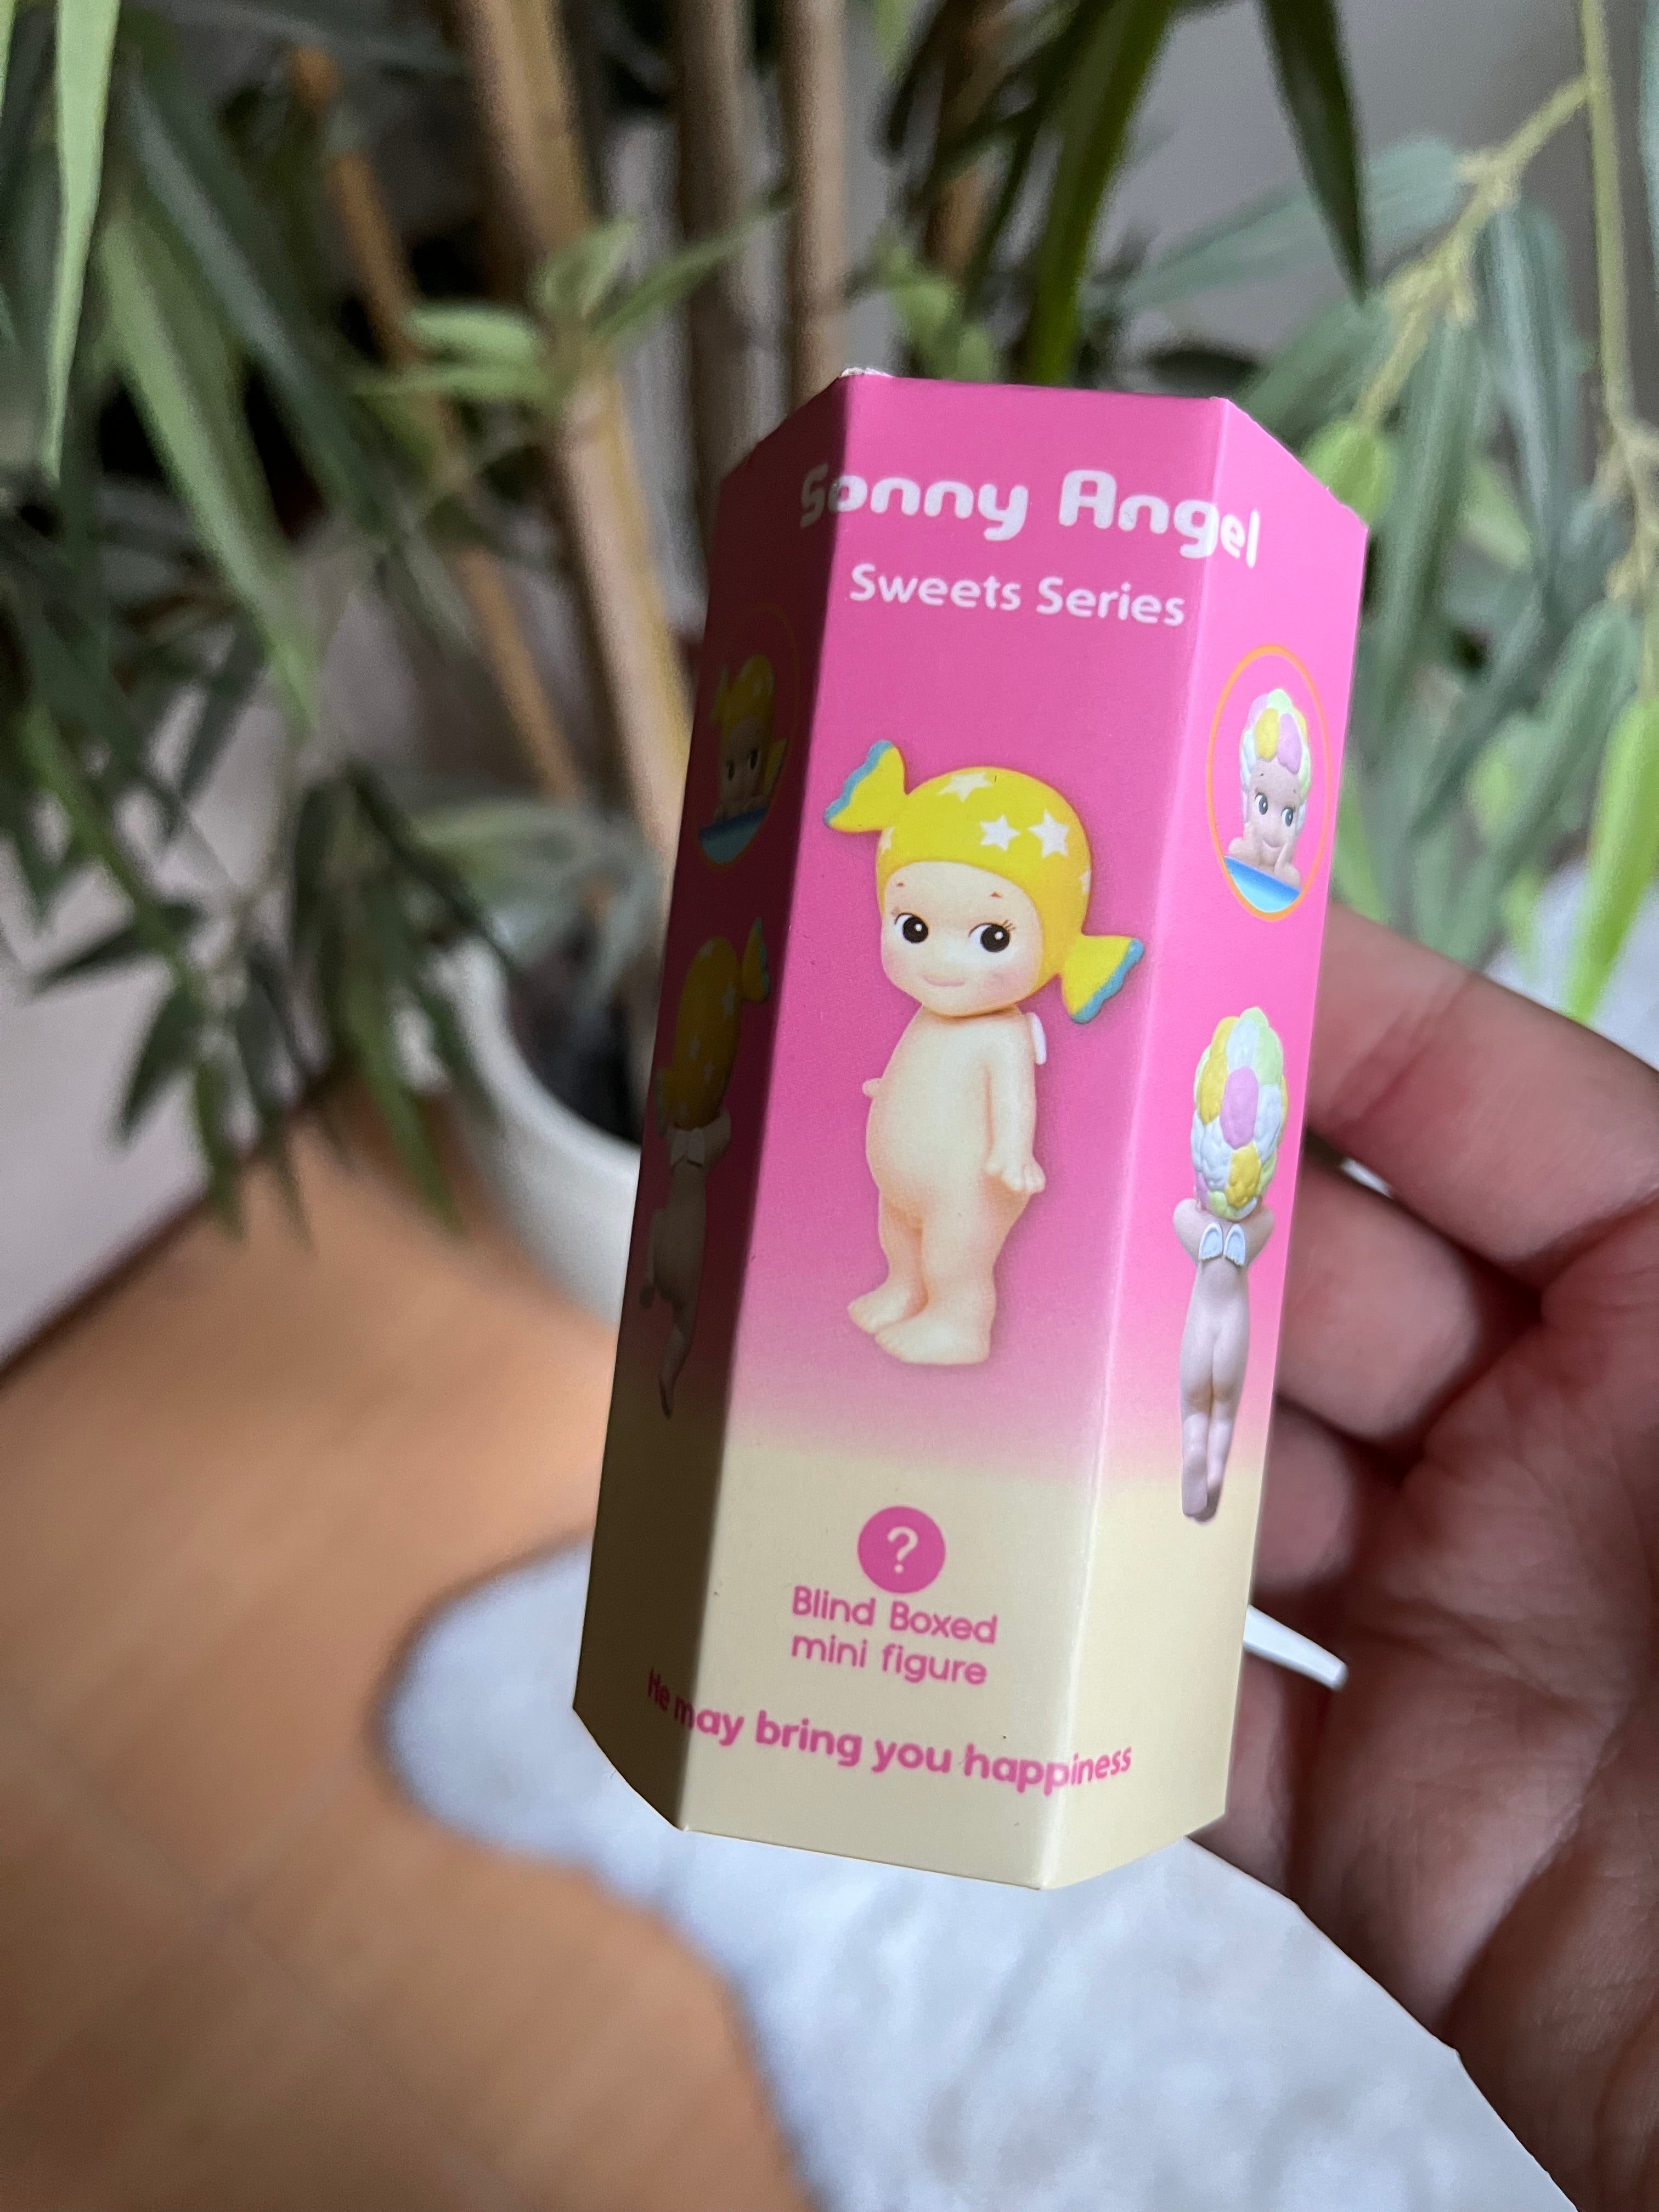 Sonny Angel
Sweets Series
?
Blind Boxed
mini figure
He may bring you happiness